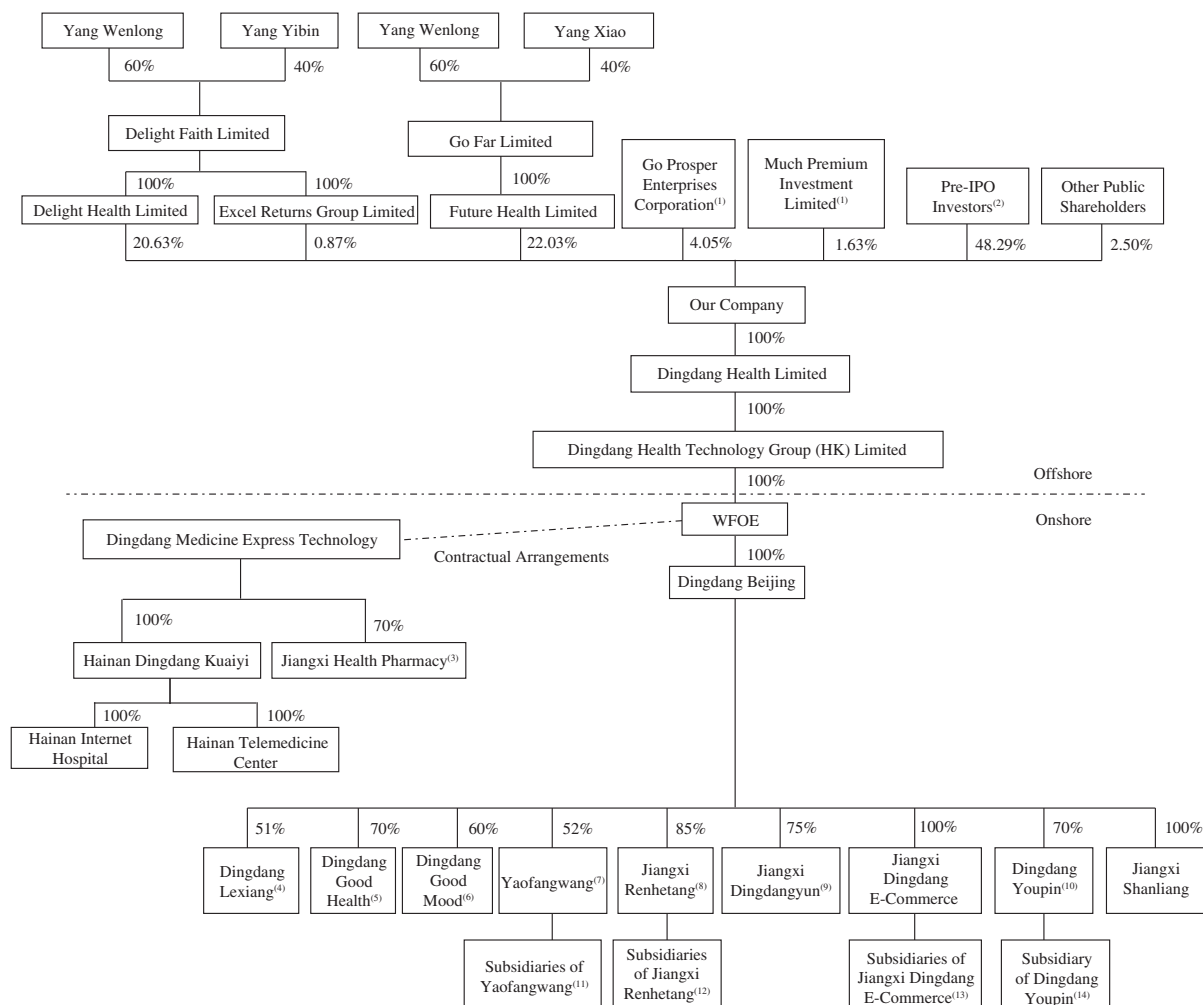 Yang Wenlong
Yang Yibin
Yang Wenlong
Yang Xiao
60%
40%
60%
40%
Delight Faith Limited
Go Far Limited
Go Prosper
Enterprises
Corporation(1)
Much Premium
Investment
Limited(1)
Pre-IPO
Investors(2)
Other Public
Shareholders
100%
100%
100%
Delight Health Limited
Excel Returns Group Limited
Future Health Limited
20.63%
0.87%
22.03%
4.05%
1.63%
48.29%
2.50%
Our Company
100%
Dingdang Health Limited
100%
Dingdang Health Technology Group (HK) Limited
100%
Offshore
Onshore
WFOE
Dingdang Medicine Express Technology
Contractual Arrangements
100%
Dingdang Beijing
100%
70%
Hainan Dingdang Kuaiyi
Jiangxi Health Pharmacy(3)
100%
100%
Hainan Internet
Hospital
Hainan Telemedicine
Center
51%
70%
60%
52%
85%
75%
100%
70%
100%
Dingdang
Lexiang(4)
Dingdang
Good
Health(5)
Dingdang
Good
Mood(6)
Yaofangwang(7)
Jiangxi
Renhetang(8)
Jiangxi
Dingdangyun(9)
Jiangxi
Dingdang
E-Commerce
Dingdang
Youpin(10)
Jiangxi
Shanliang
Subsidiaries of
Yaofangwang(11)
Subsidiaries
of Jiangxi
Renhetang(12)
Subsidiaries of
Jiangxi Dingdang
E-Commerce(13)
Subsidiary
of Dingdang
Youpin(14)